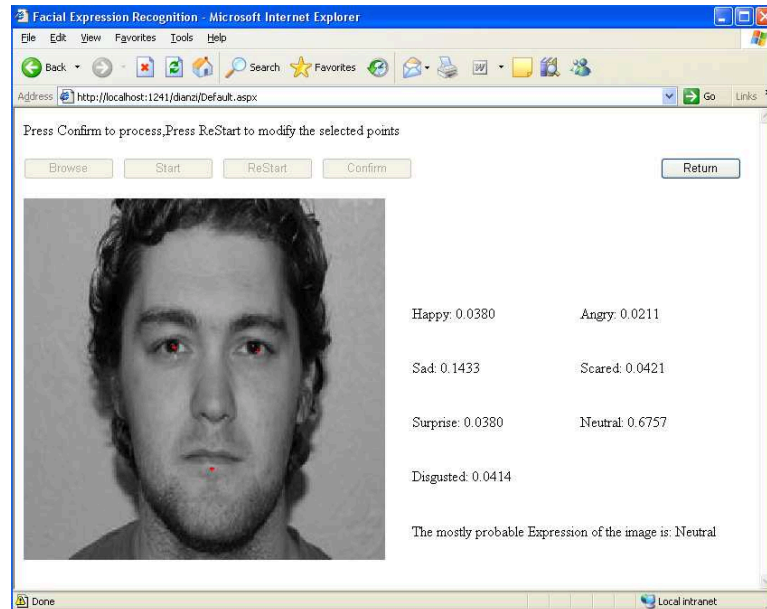 Facial Expression Recognition - Microsoft Internet Explorer
File Edit View Favorites Tools Help
Back Search Favorites
Address http://localhost:1241/dianzi/Default.aspx Go Links
Press Confirm to process,Press ReStart to modify the selected points
Browse Start ReStart Confirm Return
Happy: 0.0380 Angry: 0.0211
Sad: 0.1433 Scared: 0.0421
Surprise: 0.0380 Neutral: 0.6757
Disgusted: 0.0414
The mostly probable Expression of the image is: Neutral
Done Local intranet